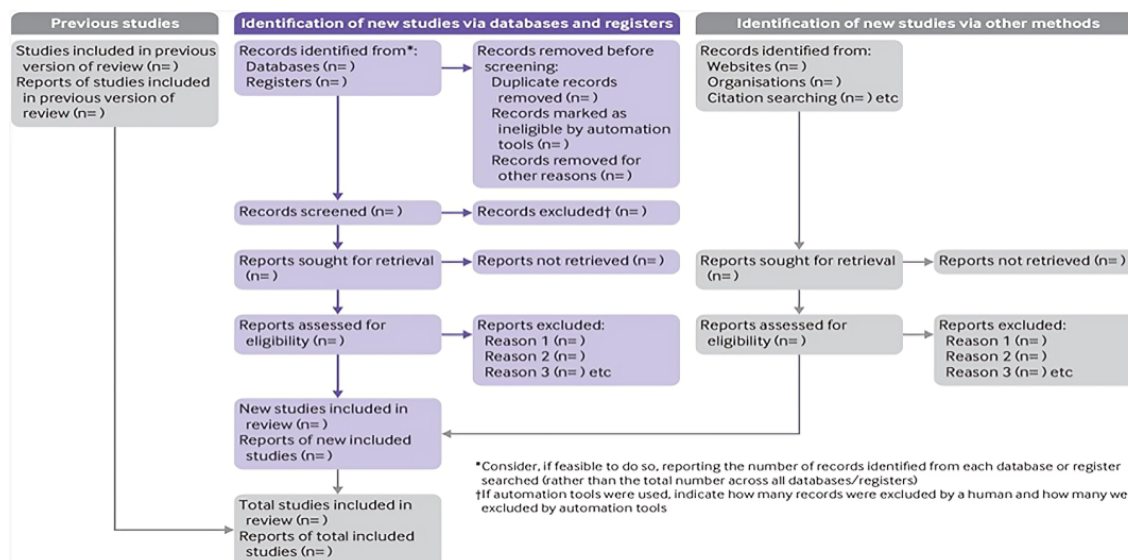 Previous studies
Identification of new studies via databases and registers
Identification of new studies via other methods
Studies included in previous
version of review (n= )
Reports of studies included
in previous version of
review (n= )
Records identified from*:
Databases (n= )
Registers (n= )
Records removed before
screening:
Duplicate records
removed (n= )
Records marked as
ineligible by automation
tools (n= )
Records removed for
other reasons (n= )
Records identified from:
Websites (n= )
Organisations (n= )
Citation searching (n= ) etc
Records screened (n= )
Records excluded† (n= )
Reports sought for retrieval
(n= )
Reports not retrieved (n= )
Reports sought for retrieval
(n= )
Reports not retrieved (n= )
Reports assessed for
eligibility (n= )
Reports excluded:
Reason 1 (n= )
Reason 2 (n= )
Reason 3 (n= ) etc
Reports assessed for
eligibility (n= )
Reports excluded:
Reason 1 (n= )
Reason 2 (n= )
Reason 3 (n= ) etc
New studies included in
review (n= )
Reports of new included
studies (n= )
*Consider, if feasible to do so, reporting the number of records identified from each database or register
searched (rather than the total number across all databases/registers)
†If automation tools were used, indicate how many records were excluded by a human and how many we
excluded by automation tools
Total studies included in
review (n= )
Reports of total included
studies (n= )